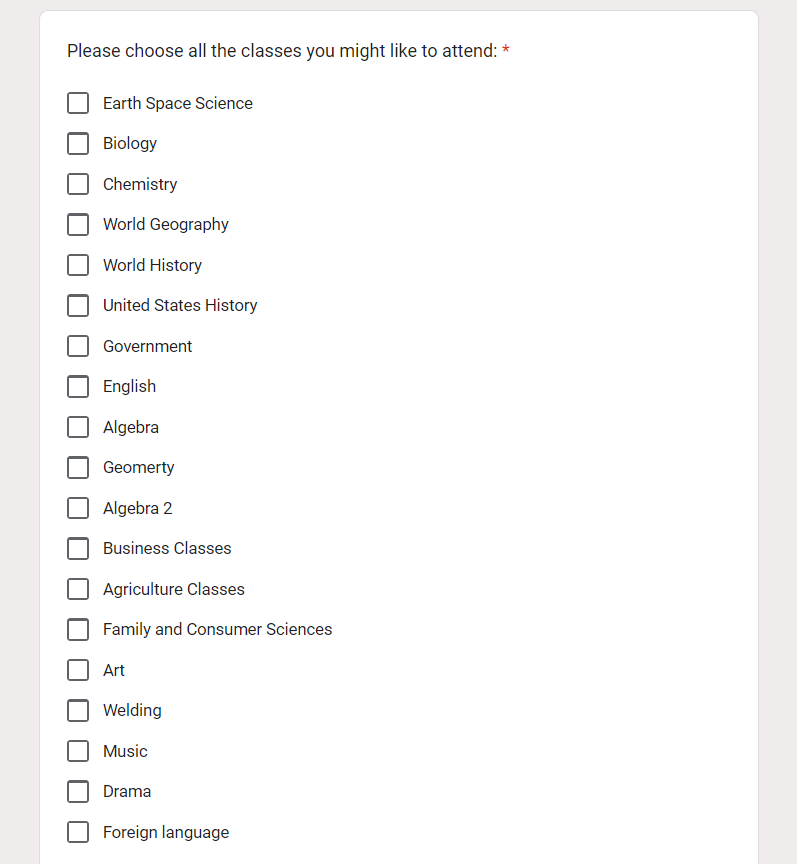 Please choose all the classes you might like to attend: *
Earth Space Science
Biology
Chemistry
World Geography
World History
United States History
Government
English
Algebra
Geomerty
Algebra 2
Business Classes
Agriculture Classes
Family and Consumer Sciences
Art
Welding
Music
Drama
Foreign language